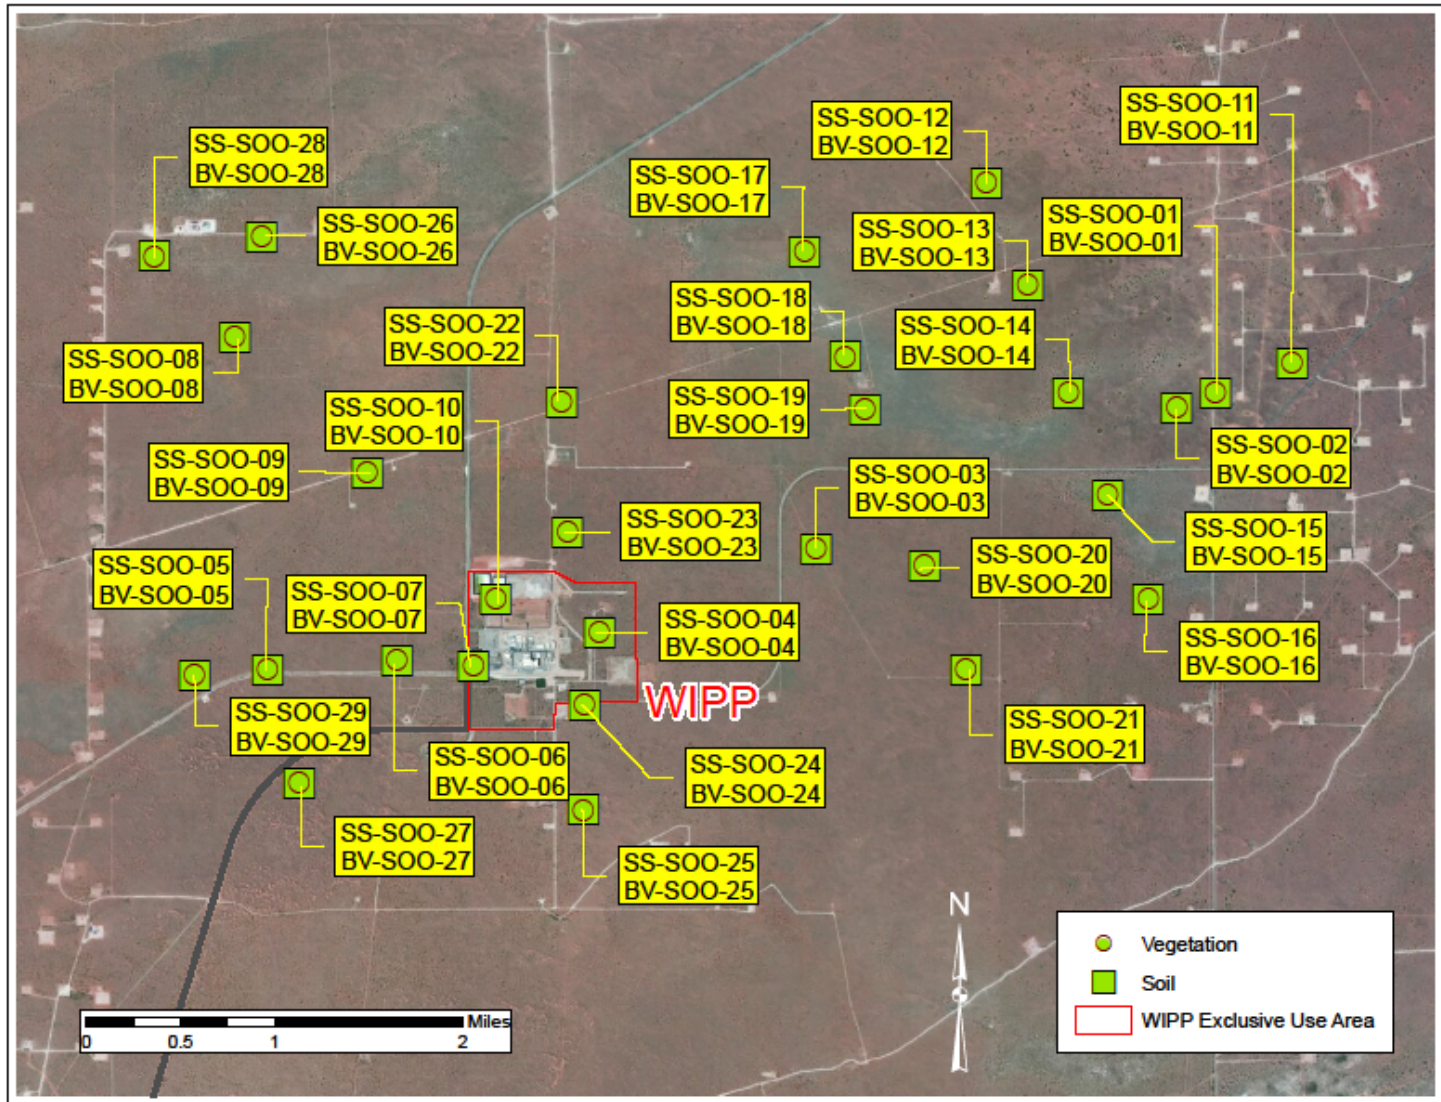 SS-SOO-11
BV-SOO-11
SS-SOO-12
BV-SOO-12
SS-SOO-28
BV-SOO-28
SS-SOO-17
BV-SOO-17
SS-SOO-01
BV-SOO-01
SS-SOO-26
BV-SOO-26
SS-SOO-13
BV-SOO-13
SS-SOO-18
BV-SOO-18
SS-SOO-22
BV-SOO-22
SS-SOO-14
BV-SOO-14
SS-SOO-08
BV-SOO-08
SS-SOO-10
BV-SOO-10
SS-SOO-19
BV-SOO-19
SS-SOO-02
BV-SOO-02
SS-SOO-09
BV-SOO-09
SS-SOO-03
BV-SOO-03
SS-SOO-23
BV-SOO-23
SS-SOO-15
BV-SOO-15
SS-SOO-05
BV-SOO-05
SS-SOO-20
BV-SOO-20
SS-SOO-07
BV-SOO-07
SS-SOO-04
BV-SOO-04
SS-SOO-16
BV-SOO-16
WIPP
SS-SOO-29
BV-SOO-29
SS-SOO-21
BV-SOO-21
SS-SOO-06
BV-SOO-06
SS-SOO-24
BV-SOO-24
SS-SOO-27
BV-SOO-27
SS-SOO-25
BV-SOO-25
N
Vegetation
Soil
WIPP Exclusive Use Area
Miles
0 0.5 1 2